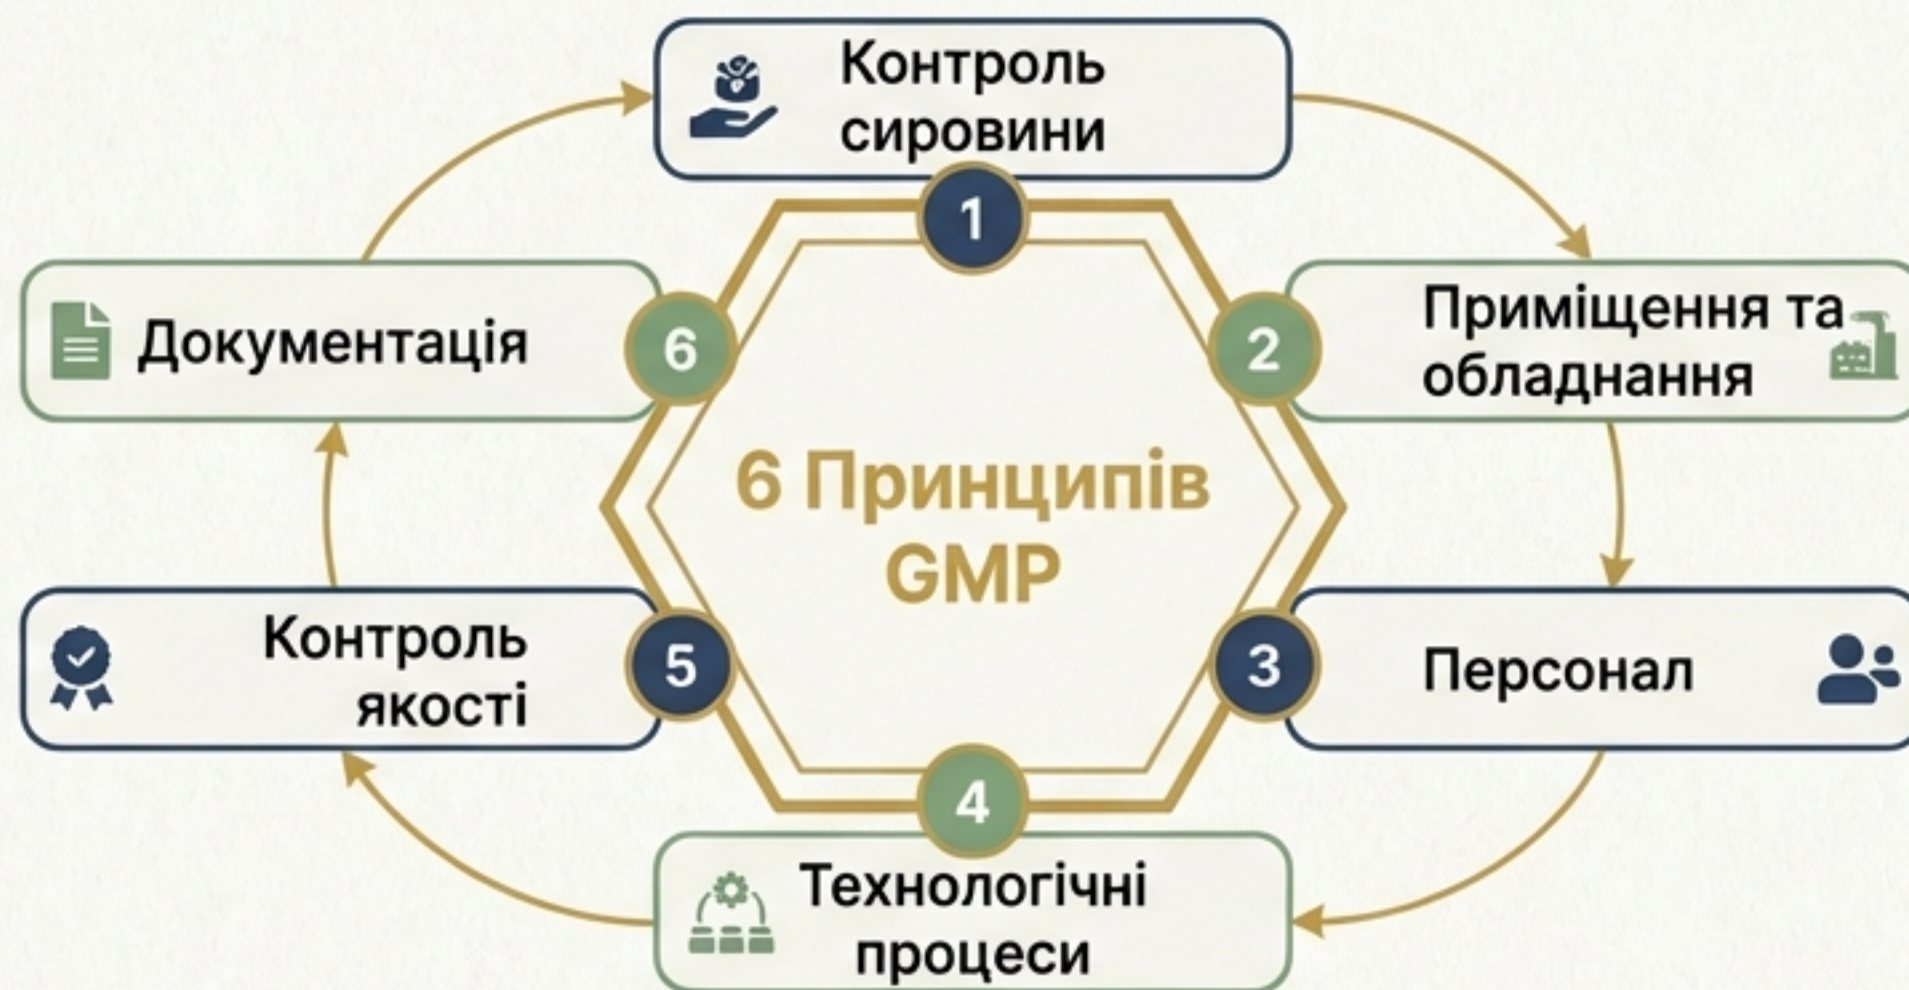 Контроль
сировини
1
Приміщення та
обладнання
2
Персонал
3
Технологічні
процеси
4
Контроль
якості
5
Документація
6
6 Принципів
GMP